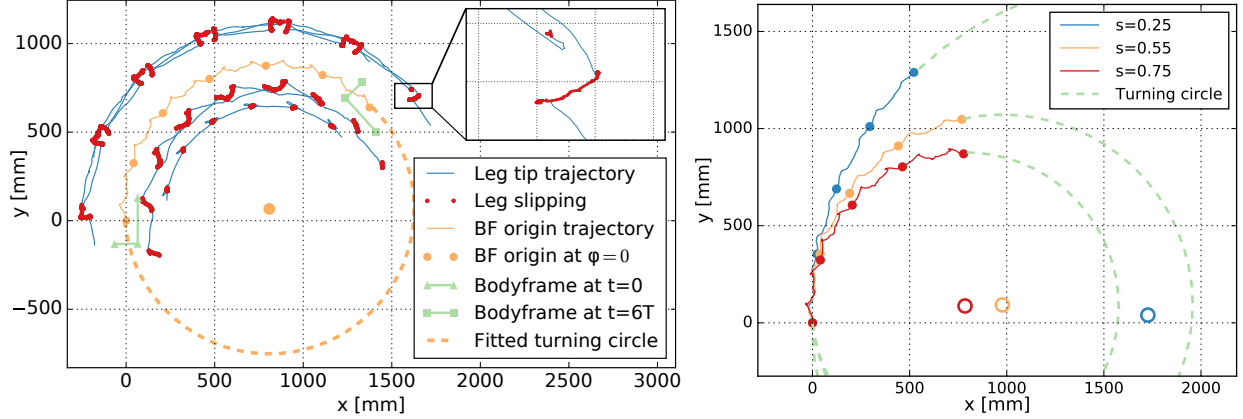 1000
500
0
−500
y [mm]
0 500 1000 1500 2000 2500 3000
x [mm]
Leg tip trajectory
Leg slipping
BF origin trajectory
BF origin at φ=0
Bodyframe at t=0
Bodyframe at t=6T
Fitted turning circle
1500
1000
500
0
y [mm]
0 500 1000 1500 2000
x [mm]
s=0.25
s=0.55
s=0.75
Turning circle